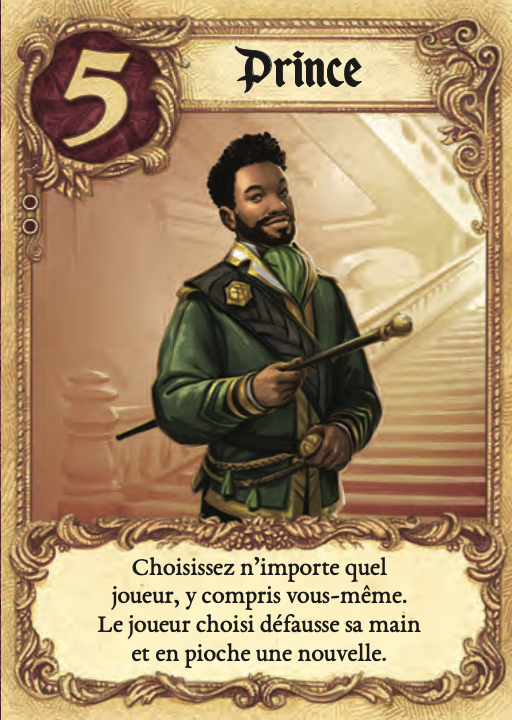 5
Prince
Choisissez n'importe quel
joueur, y compris vous-même.
Le joueur choisi défausse sa main
et en pioche une nouvelle.